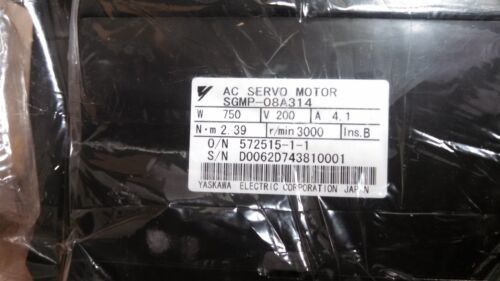 AC SERVO MOTOR
SGMP-08A314
W 750 V 200 A 4.1
N·m 2.39 r/min 3000 Ins.B
O/N 572515-1-1
S/N D0062D743810001
YASKAWA ELECTRIC CORPORATION JAPAN